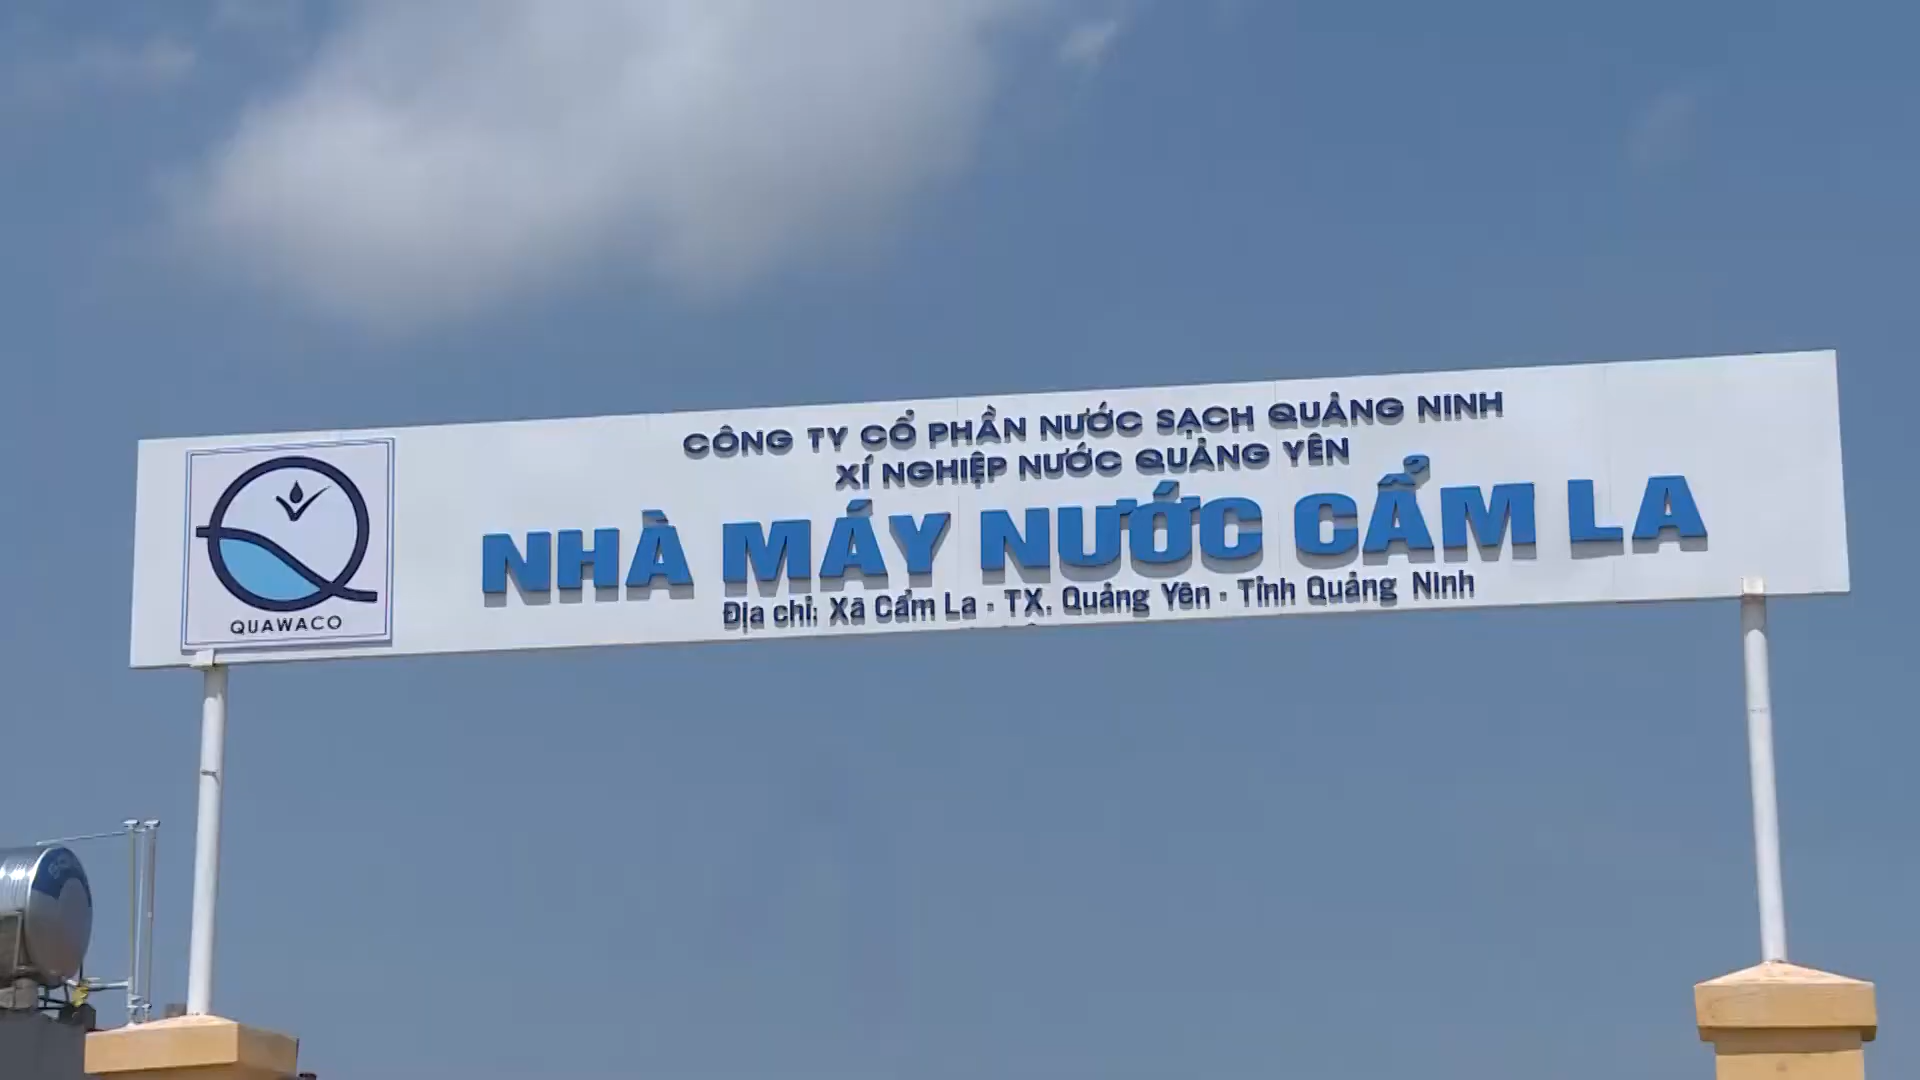 CÔNG TY CỔ PHẦN NƯỚC SẠCH QUẢNG NINH
XÍ NGHIỆP NƯỚC QUẢNG YÊN
NHÀ MÁY NƯỚC CẨM LA
Địa chỉ: Xã Cẩm La - TX. Quảng Yên - Tỉnh Quảng Ninh
QUAWACO